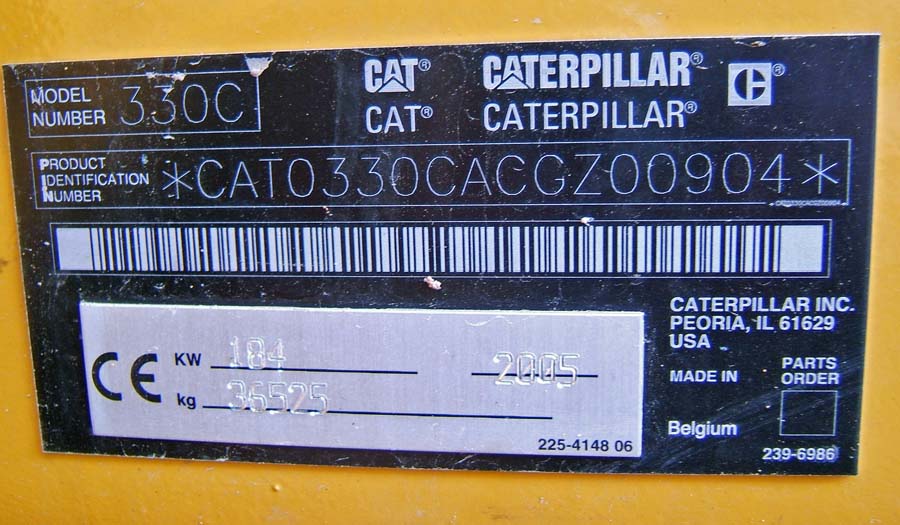 MODEL NUMBER 330C
CAT® CATERPILLAR®
CAT® CATERPILLAR®
PRODUCT IDENTIFICATION NUMBER *CAT0330CACGZ00904*
CAT0330CACGZ00904
CE
KW 184 2005
kg 36525
225-4148 06
CATERPILLAR INC.
PEORIA, IL 61629
USA
MADE IN
Belgium
PARTS
ORDER
239-6986